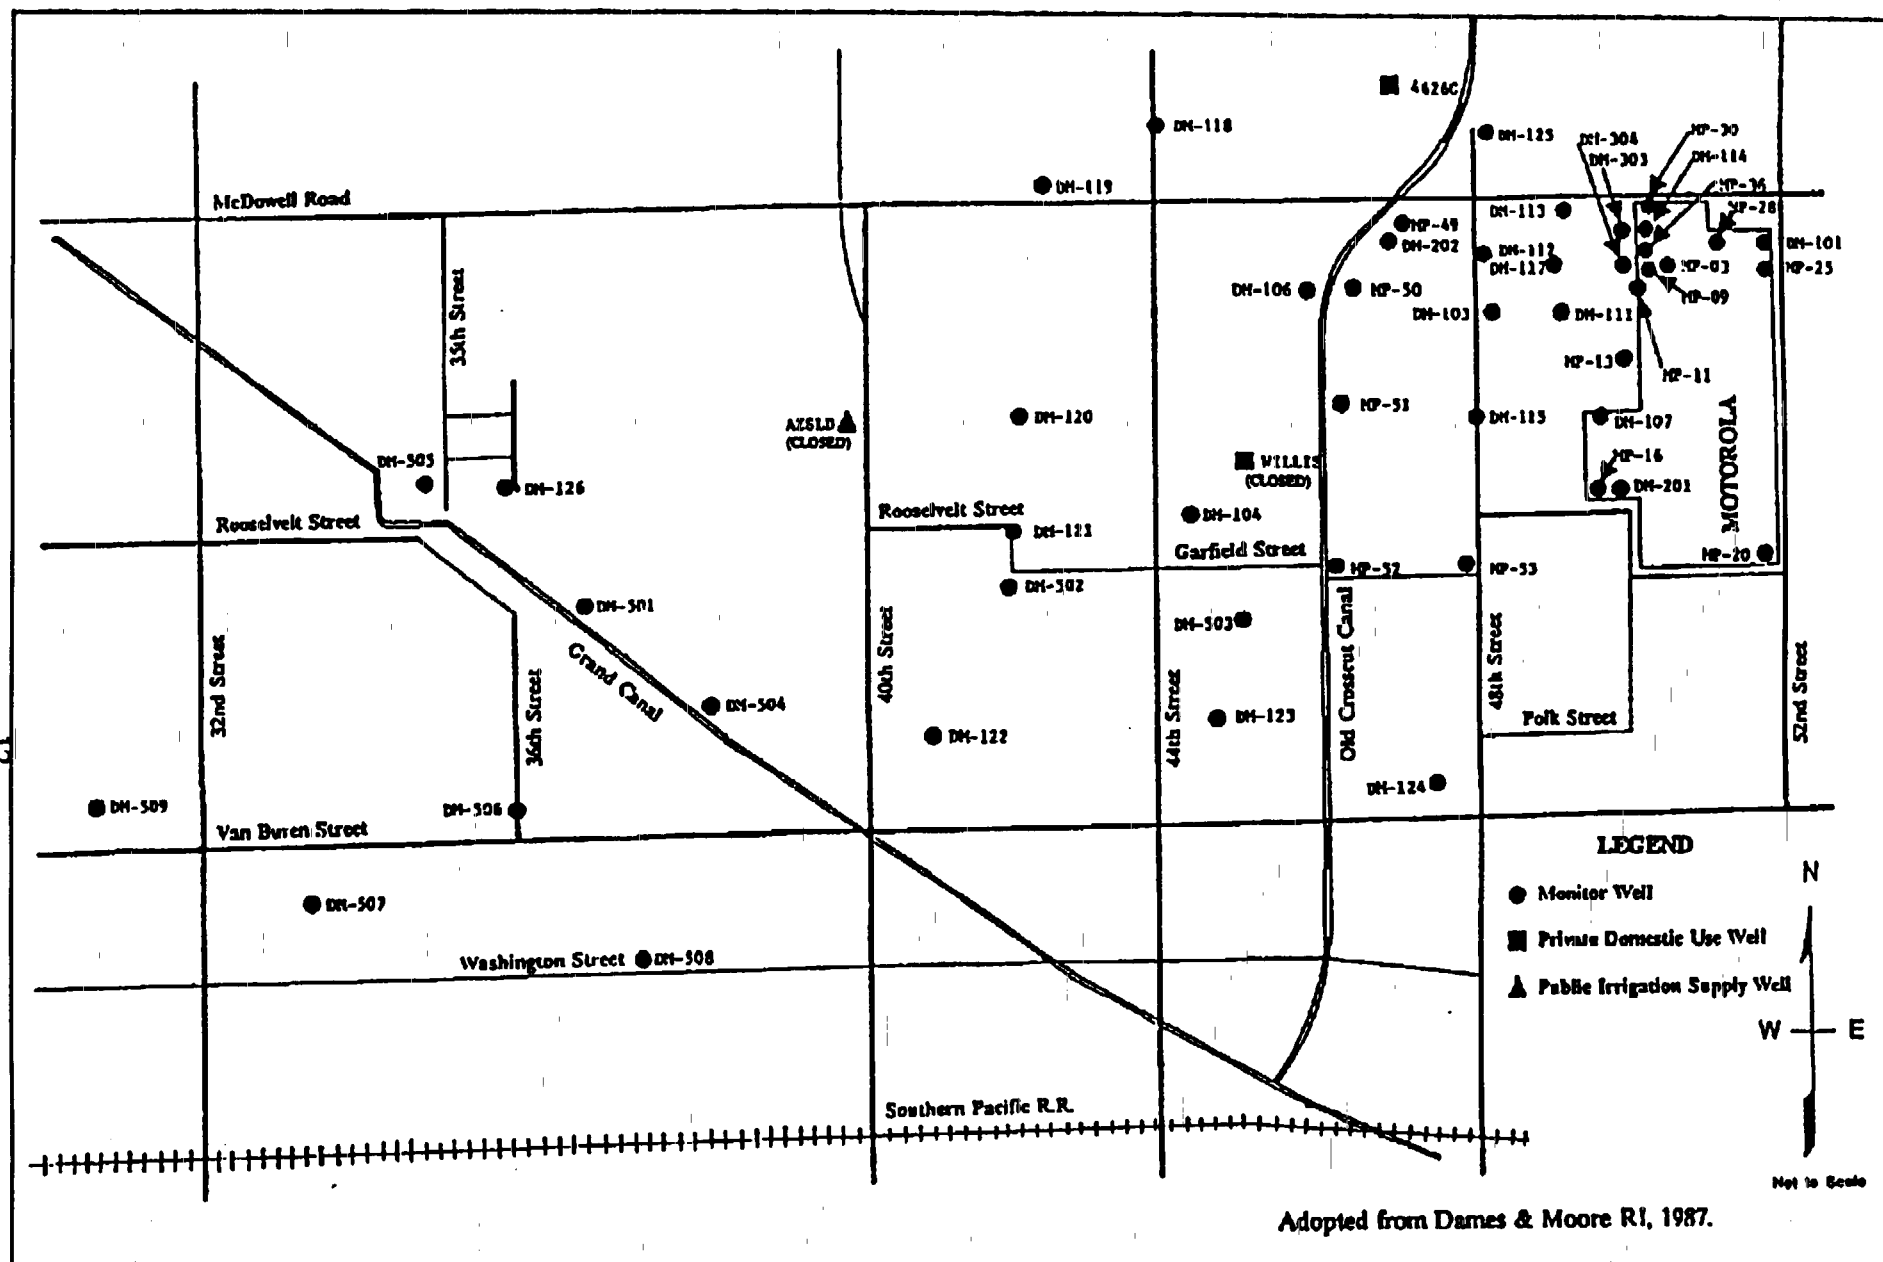 4626C
DM-118
DM-125
DM-304
MP-30
DM-303
DM-114
DM-119
MP-36
McDowell Road
MP-28
DM-113
MP-49
DM-202
DM-112
DM-101
DM-117
MP-03
MP-25
DM-106
MP-50
MP-09
DM-103
DM-111
35th Street
MP-13
MP-11
MP-51
DM-120
DM-115
DM-107
AZSLD
(CLOSED)
MOTOROLA
MP-16
DM-505
WILLIS
(CLOSED)
DM-126
DM-201
Roosevelt Street
Roosevelt Street
DM-104
DM-121
Garfield Street
MP-20
MP-52
MP-53
DM-502
DM-501
DM-503
32nd Street
36th Street
Grand Canal
40th Street
44th Street
Old Crosscut Canal
48th Street
52nd Street
DM-504
DM-123
Polk Street
DM-122
DM-124
DM-509
DM-506
Van Buren Street
LEGEND
N
Monitor Well
DM-507
Private Domestic Use Well
Washington Street
DM-508
Public Irrigation Supply Well
W
E
Southern Pacific R.R.
Not to Scale
Adopted from Dames & Moore RI, 1987.